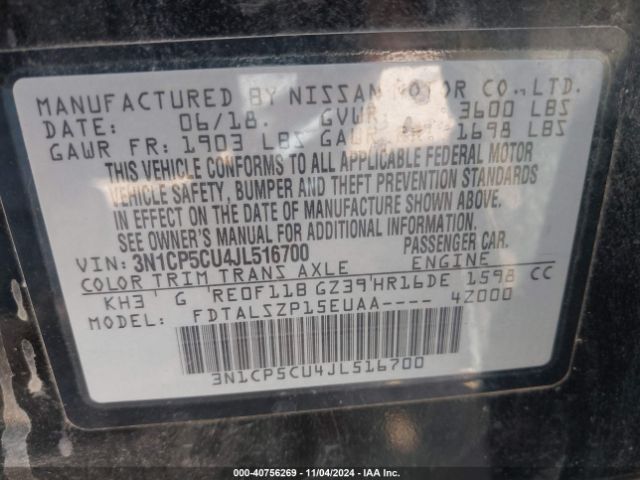 MANUFACTURED BY NISSAN MOTOR CO., LTD.
DATE: 06/18. GVWR 3600 LBS
GAWR FR: 1903 LBS GAWR 1698 LBS
THIS VEHICLE CONFORMS TO ALL APPLICABLE FEDERAL MOTOR
VEHICLE SAFETY, BUMPER AND THEFT PREVENTION STANDARDS
IN EFFECT ON THE DATE OF MANUFACTURE SHOWN ABOVE.
SEE OWNER'S MANUAL FOR ADDITIONAL INFORMATION.
VIN: 3N1CP5CU4JL516700 PASSENGER CAR.
COLOR TRIM TRANS AXLE ENGINE
KH3 G RE0F11B GZ39 HR16DE 1598 CC
MODEL: FDTALSZP15EUAA---- 4Z000
3N1CP5CU4JL516700
000-40756269 - 11/04/2024 - IAA Inc.